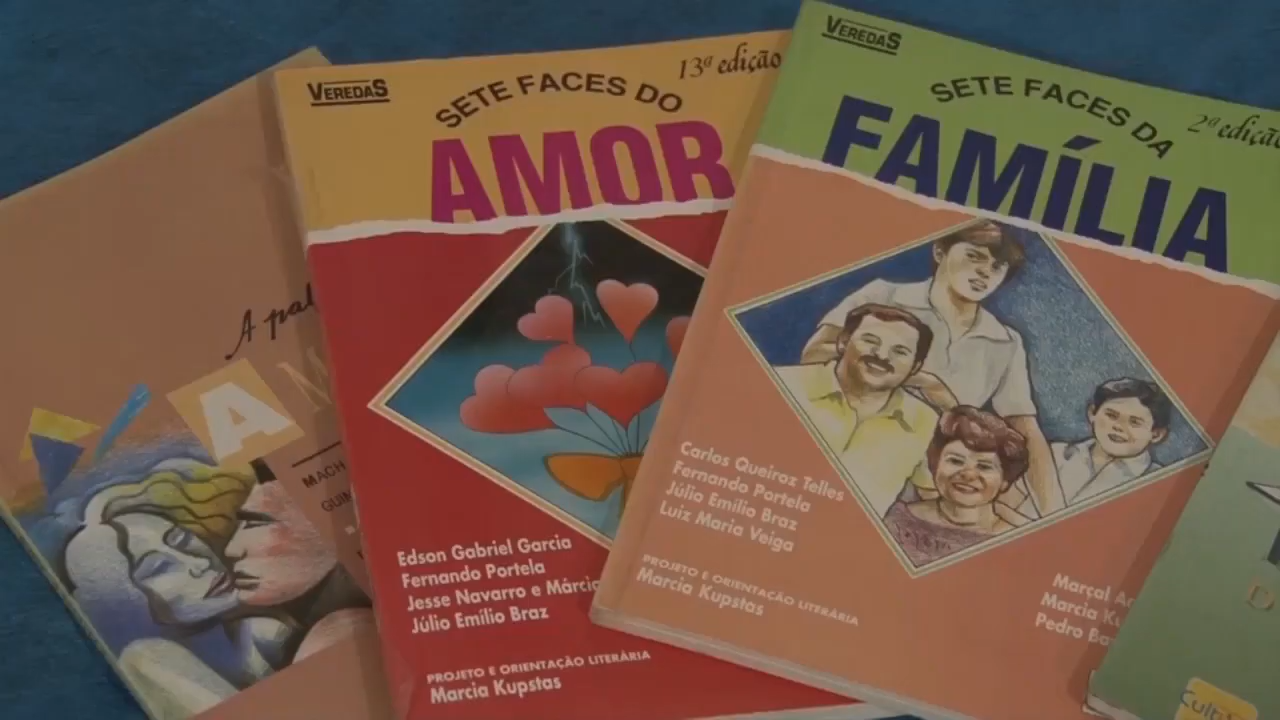 VEREDAS
SETE FACES DO
13ª edição
AMOR
Edson Gabriel Garcia
Fernando Portela
Jesse Navarro e Márcia
Júlio Emílio Braz
PROJETO E ORIENTAÇÃO LITERÁRIA
Marcia Kupstas
VEREDAS
SETE FACES DA
2ª edição
FAMÍLIA
Carlos Queiroz Telles
Fernando Portela
Júlio Emílio Braz
Luiz Maria Veiga
PROJETO E ORIENTAÇÃO LITERÁRIA
Marcia Kupstas
Marçal
Marcia
Pedro
A
A
MACH